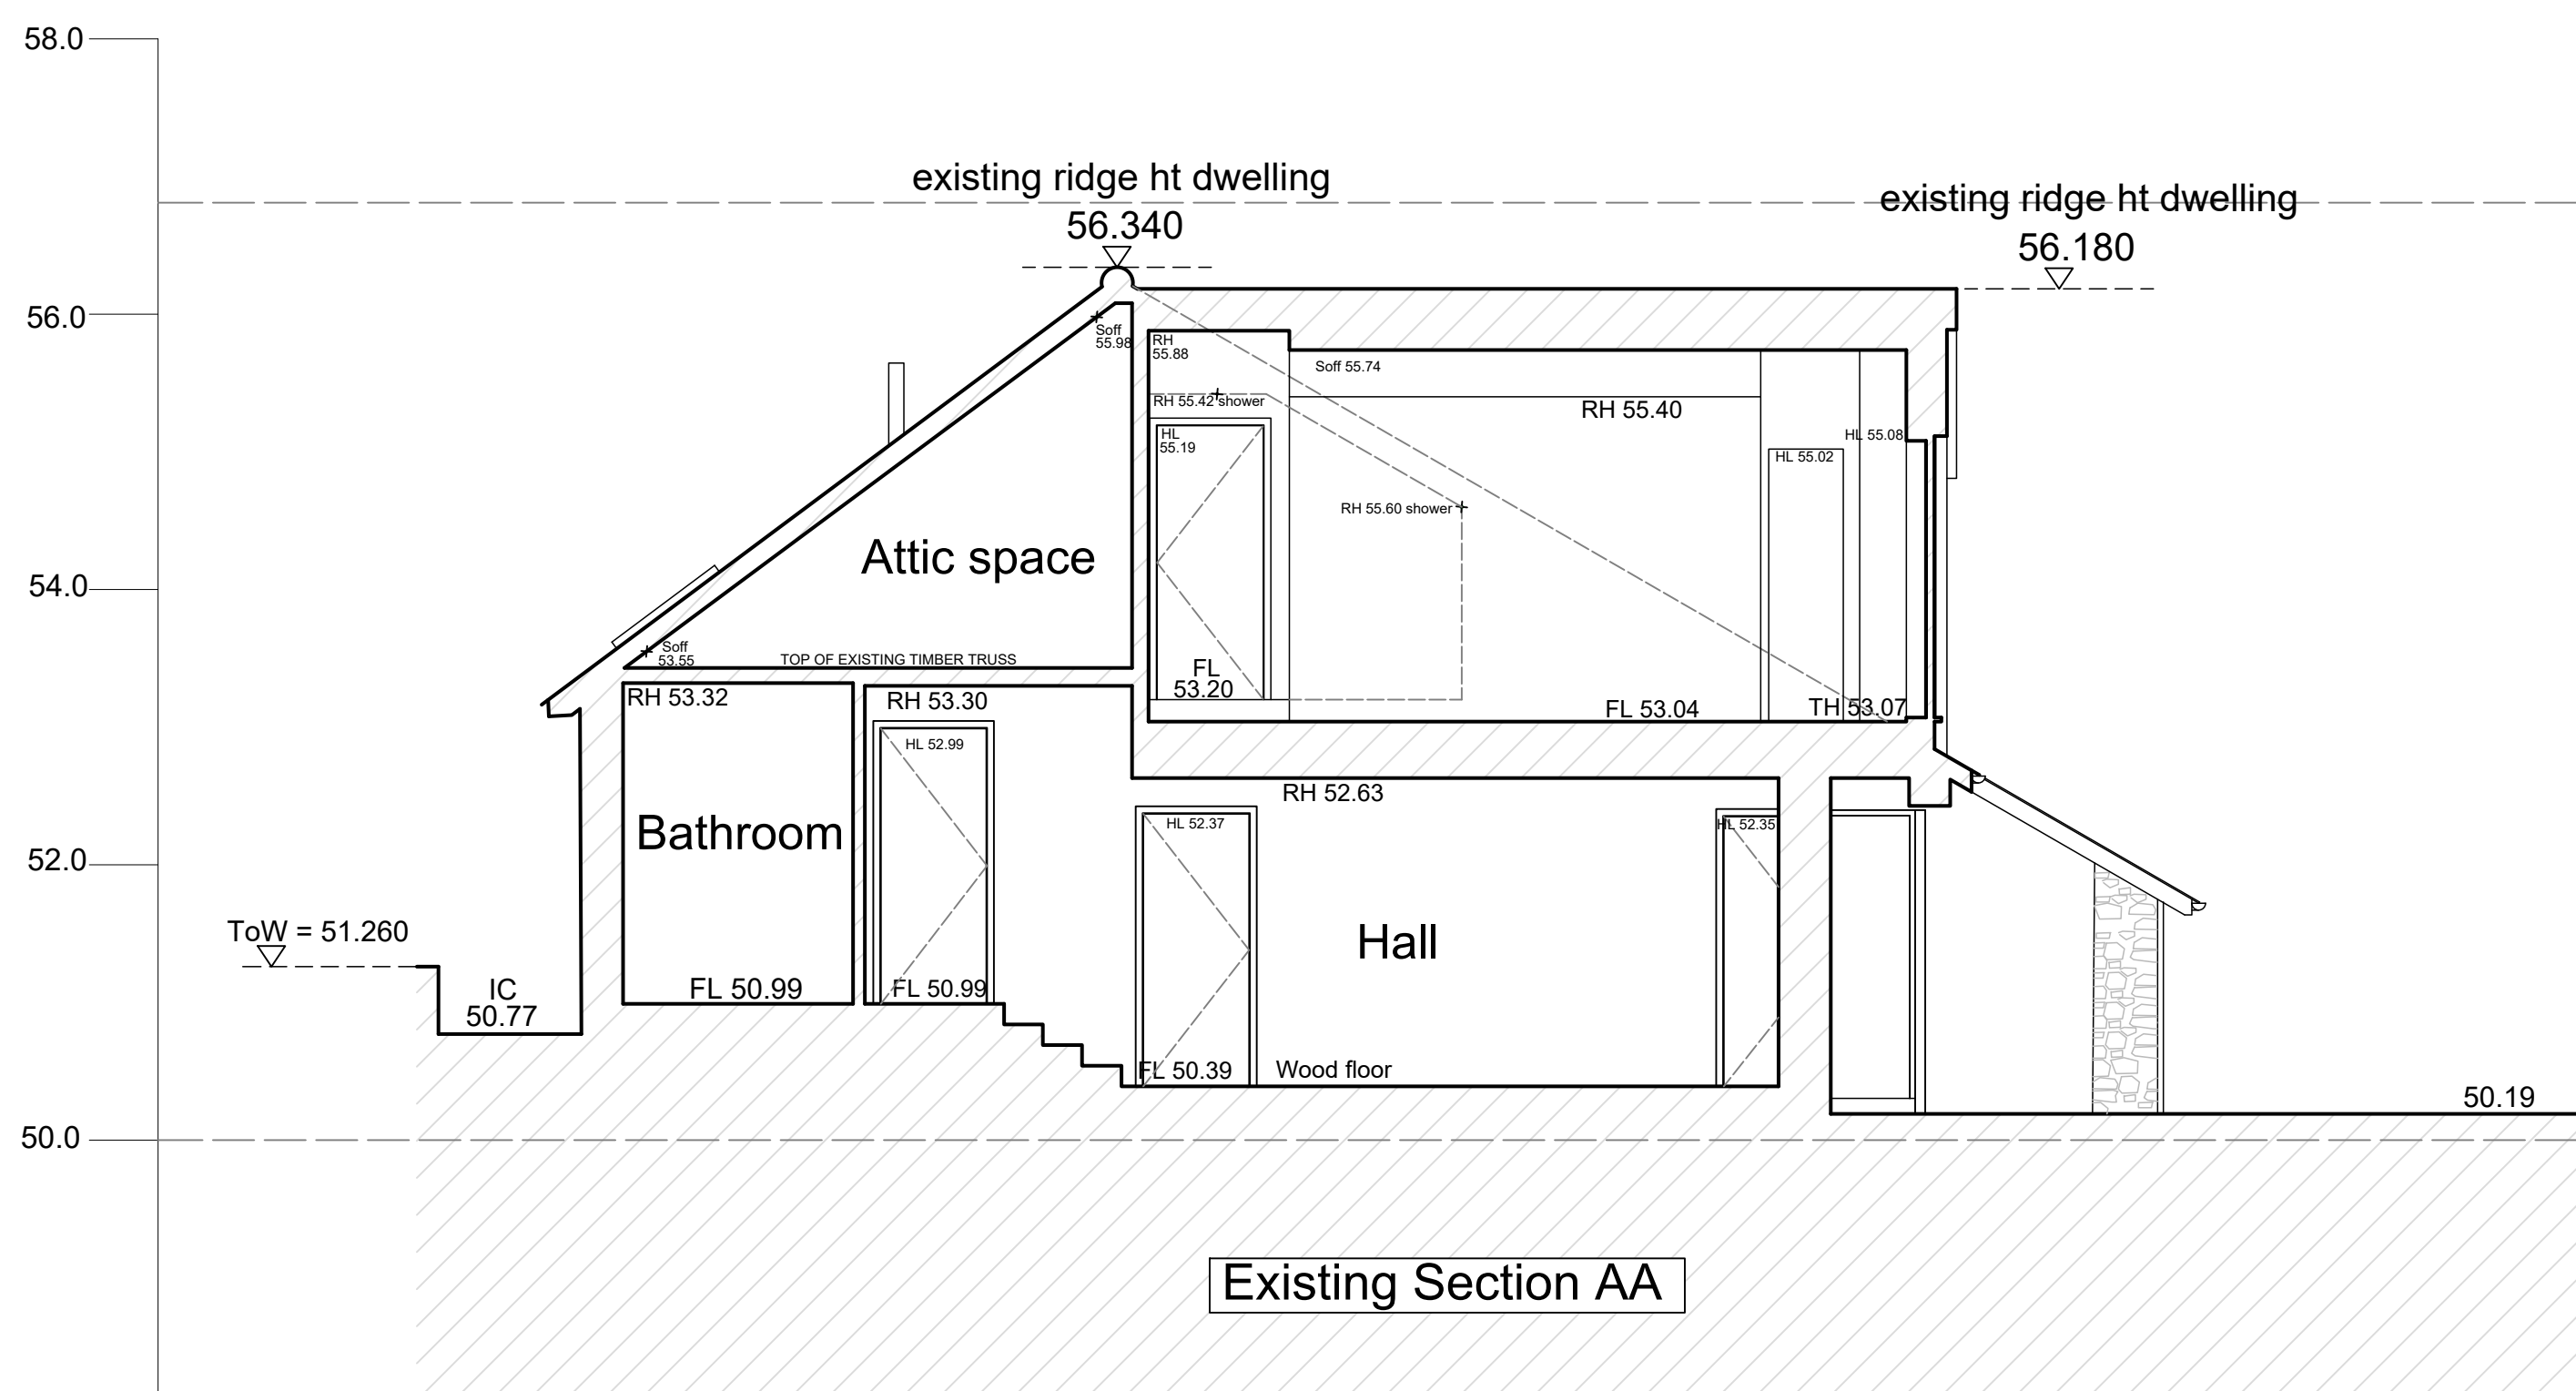 58.0
existing ridge ht dwelling
56.340
existing ridge ht dwelling
56.180
56.0
Soff
55.98
RH
55.88
Soff 55.74
RH 55.42 shower
RH 55.40
HL
55.19
HL 55.08
HL 55.02
RH 55.60 shower
Attic space
54.0
Soff
53.55
TOP OF EXISTING TIMBER TRUSS
FL
53.20
RH 53.32
RH 53.30
FL 53.04
TH 53.07
HL 52.99
RH 52.63
Bathroom
HL 52.37
HL 52.35
52.0
ToW = 51.260
Hall
IC
50.77
FL 50.99
FL 50.99
FL 50.39
Wood floor
50.19
50.0
Existing Section AA